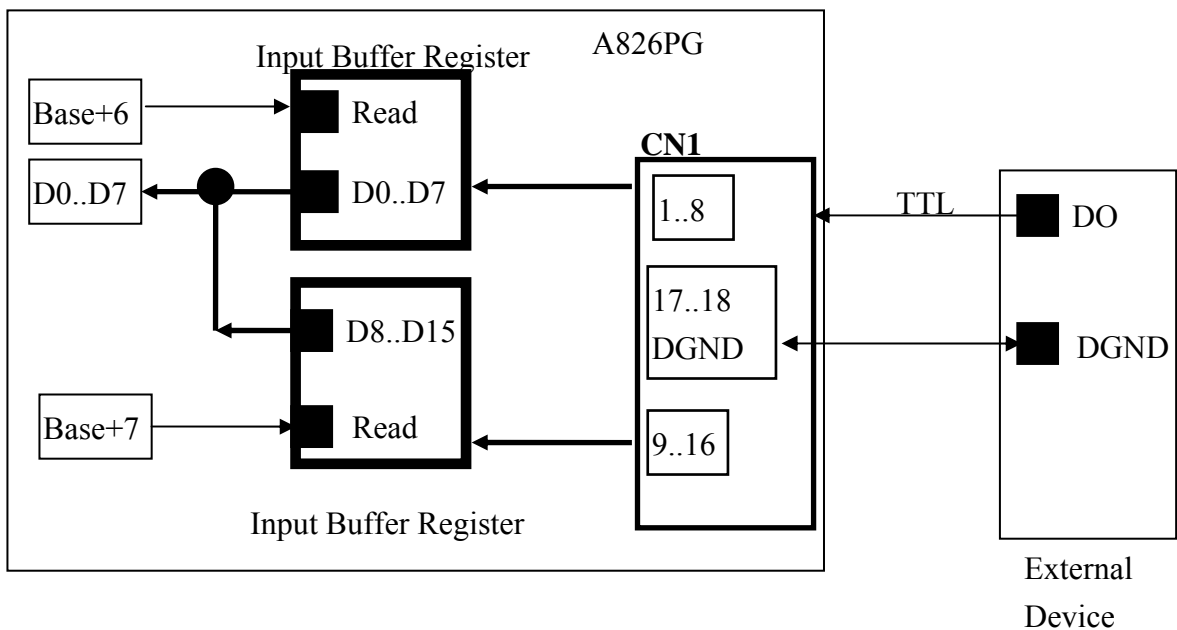 A826PG
Input Buffer Register
Base+6
Read
D0..D7
D0..D7
CN1
1..8
TTL
DO
17..18
DGND
DGND
D8..D15
Base+7
Read
9..16
Input Buffer Register
External
Device